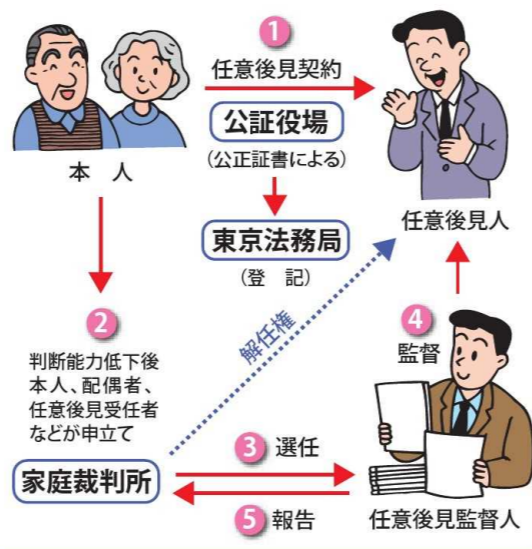 1
任意後見契約
公証役場
(公正証書による)
本 人
東京法務局
(登 記)
任意後見人
2
判断能力低下後
本人、配偶者、
任意後見受任者
などが申立て
解任権
4
監督
家庭裁判所
3 選任
5 報告
任意後見監督人